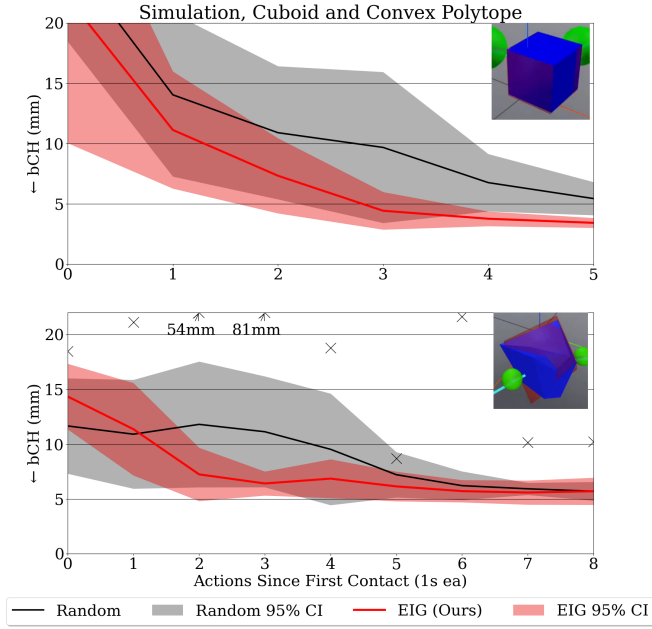 Simulation, Cuboid and Convex Polytope
20
15
10
5
0
← bCH (mm)
0 1 2 3 4 5
54mm 81mm
20
15
10
5
0
← bCH (mm)
0 1 2 3 4 5 6 7 8
Actions Since First Contact (1s ea)
Random Random 95% CI EIG (Ours) EIG 95% CI